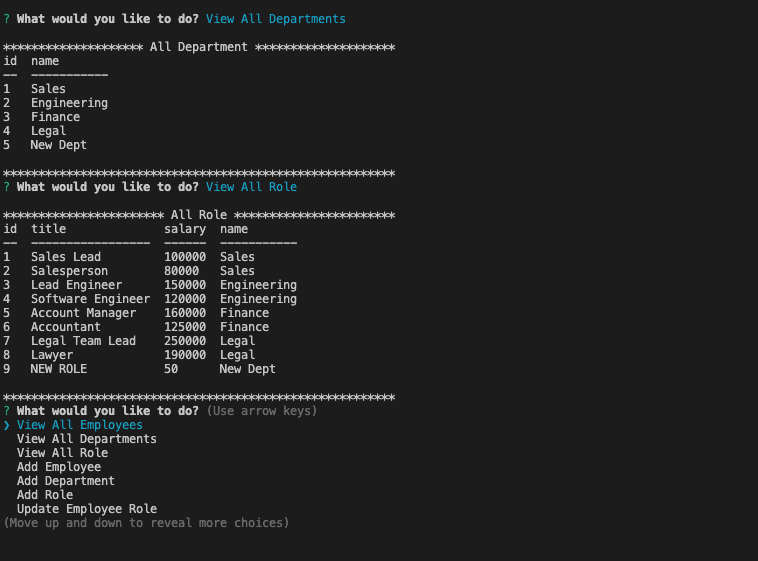 ? What would you like to do? View All Departments
******************** All Department ********************
id  name
--  -----------
1   Sales
2   Engineering
3   Finance
4   Legal
5   New Dept
********************************************************
? What would you like to do? View All Role
*********************** All Role ***********************
id  title              salary  name
--  -----------------  ------  -----------
1   Sales Lead         100000  Sales
2   Salesperson        80000   Sales
3   Lead Engineer      150000  Engineering
4   Software Engineer  120000  Engineering
5   Account Manager    160000  Finance
6   Accountant         125000  Finance
7   Legal Team Lead    250000  Legal
8   Lawyer             190000  Legal
9   NEW ROLE           50      New Dept
********************************************************
? What would you like to do? (Use arrow keys)
❯ View All Employees
  View All Departments
  View All Role
  Add Employee
  Add Department
  Add Role
  Update Employee Role
(Move up and down to reveal more choices)